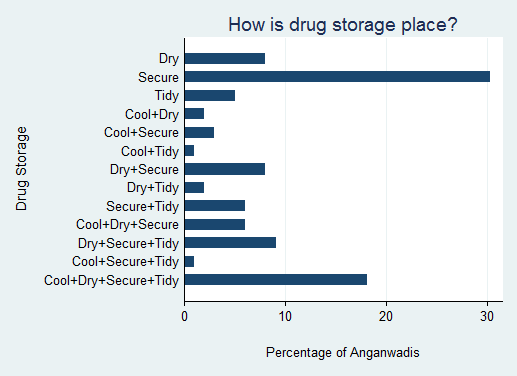 How is drug storage place?
Drug Storage
Dry
Secure
Tidy
Cool+Dry
Cool+Secure
Cool+Tidy
Dry+Secure
Dry+Tidy
Secure+Tidy
Cool+Dry+Secure
Dry+Secure+Tidy
Cool+Secure+Tidy
Cool+Dry+Secure+Tidy
0 10 20 30
Percentage of Anganwadis